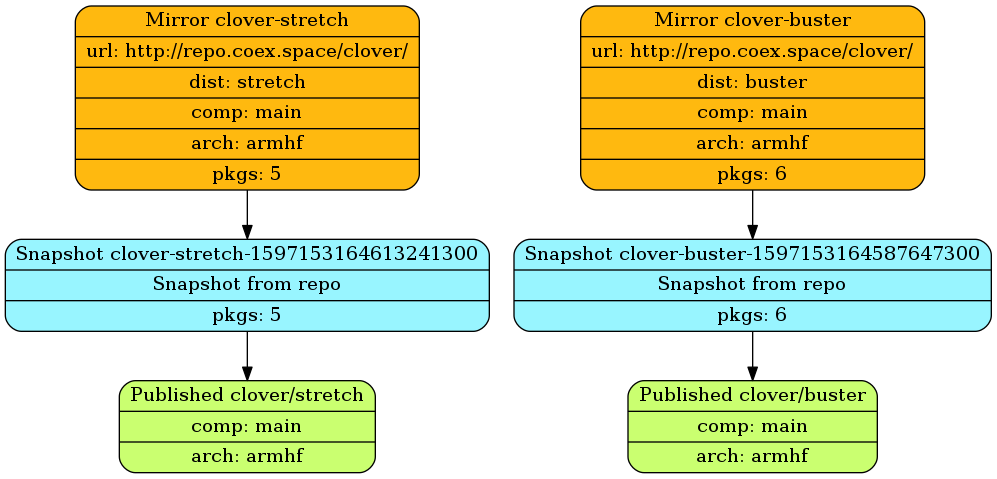 Mirror clover-stretch
url: http://repo.coex.space/clover/
dist: stretch
comp: main
arch: armhf
pkgs: 5
Mirror clover-buster
url: http://repo.coex.space/clover/
dist: buster
comp: main
arch: armhf
pkgs: 6
Snapshot clover-stretch-1597153164613241300
Snapshot from repo
pkgs: 5
Snapshot clover-buster-1597153164587647300
Snapshot from repo
pkgs: 6
Published clover/stretch
comp: main
arch: armhf
Published clover/buster
comp: main
arch: armhf